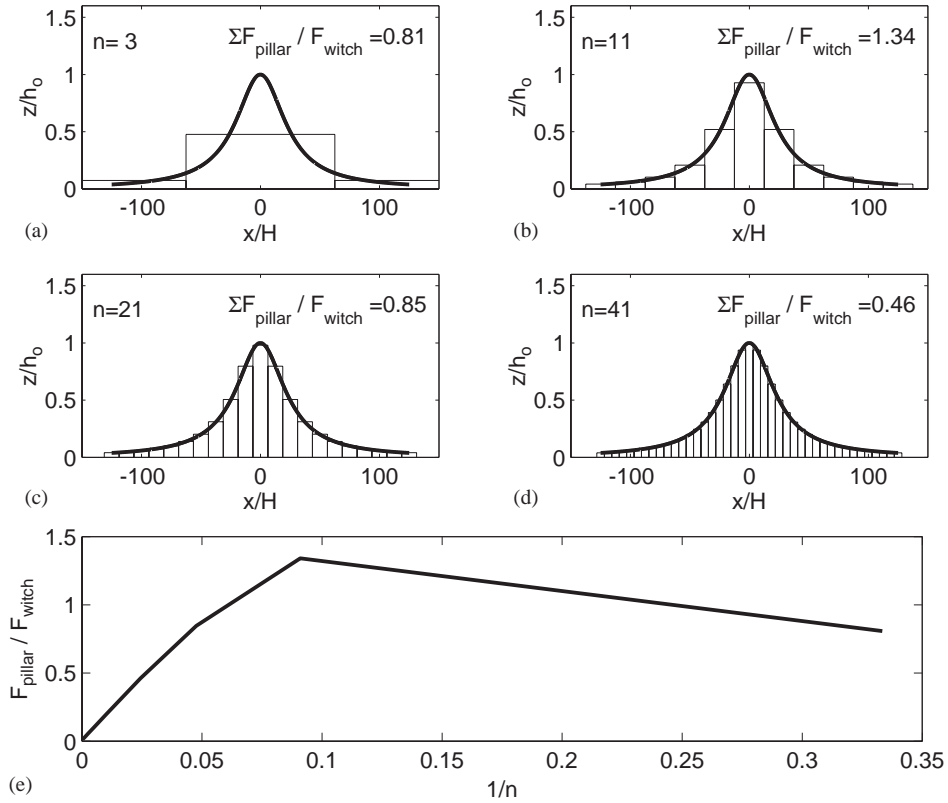 n= 3
ΣF_pillar / F_witch =0.81
z/h_o
1.5
1
0.5
0
-100 0 100
x/H
(a)
n=11
ΣF_pillar / F_witch =1.34
z/h_o
1.5
1
0.5
0
-100 0 100
x/H
(b)
n=21
ΣF_pillar / F_witch =0.85
z/h_o
1.5
1
0.5
0
-100 0 100
x/H
(c)
n=41
ΣF_pillar / F_witch =0.46
z/h_o
1.5
1
0.5
0
-100 0 100
x/H
(d)
F_pillar / F_witch
1.5
1
0.5
0
0 0.05 0.1 0.15 0.2 0.25 0.3 0.35
1/n
(e)